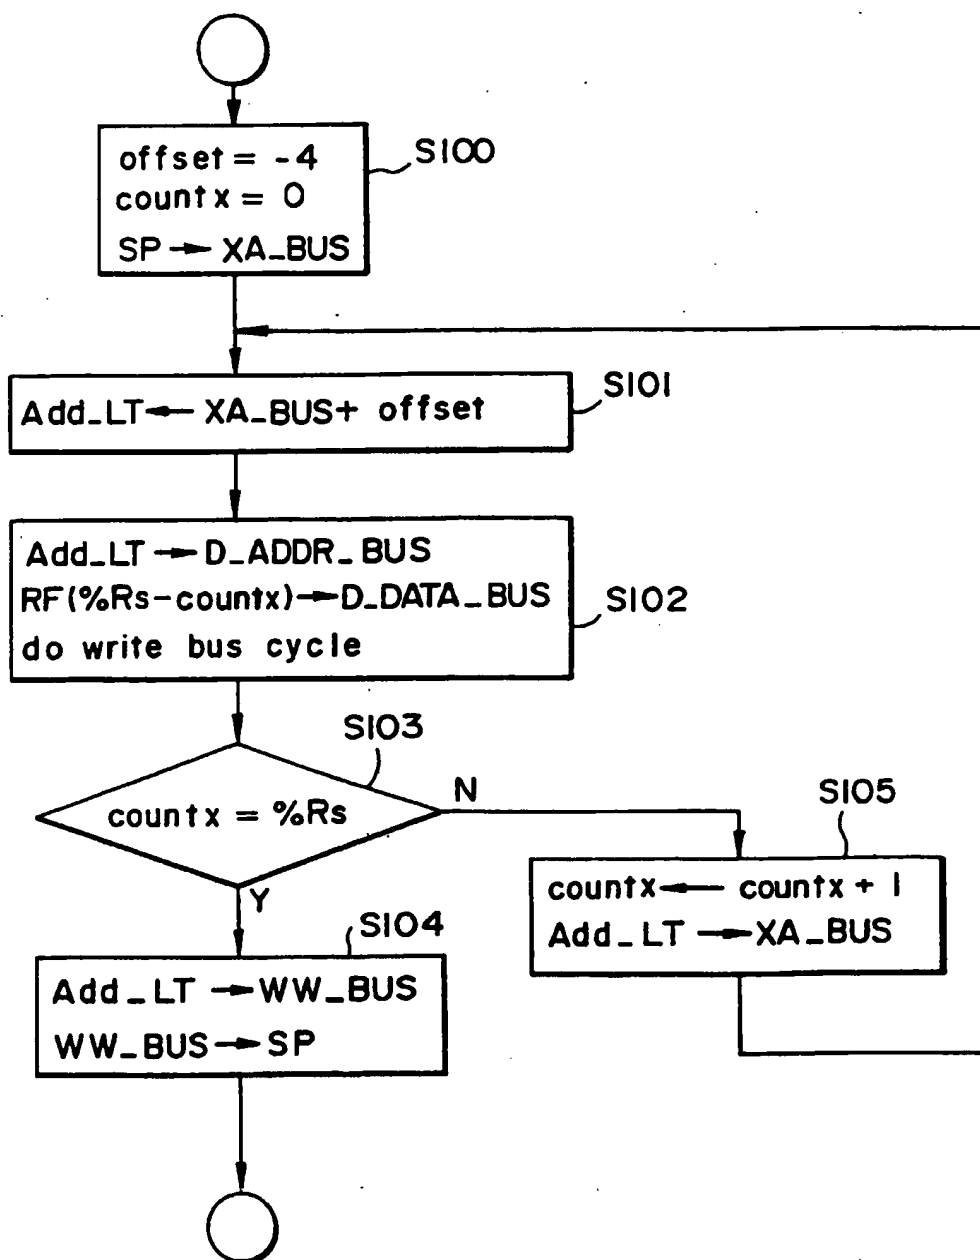 offset = -4
countx = 0
SP → XA_BUS
S100
Add_LT ← XA_BUS + offset
S101
Add_LT → D_ADDR_BUS
RF(%Rs-countx) → D_DATA_BUS
do write bus cycle
S102
S103
countx = %Rs
N
Y
S105
countx ← countx + 1
Add_LT → XA_BUS
S104
Add_LT → WW_BUS
WW_BUS → SP